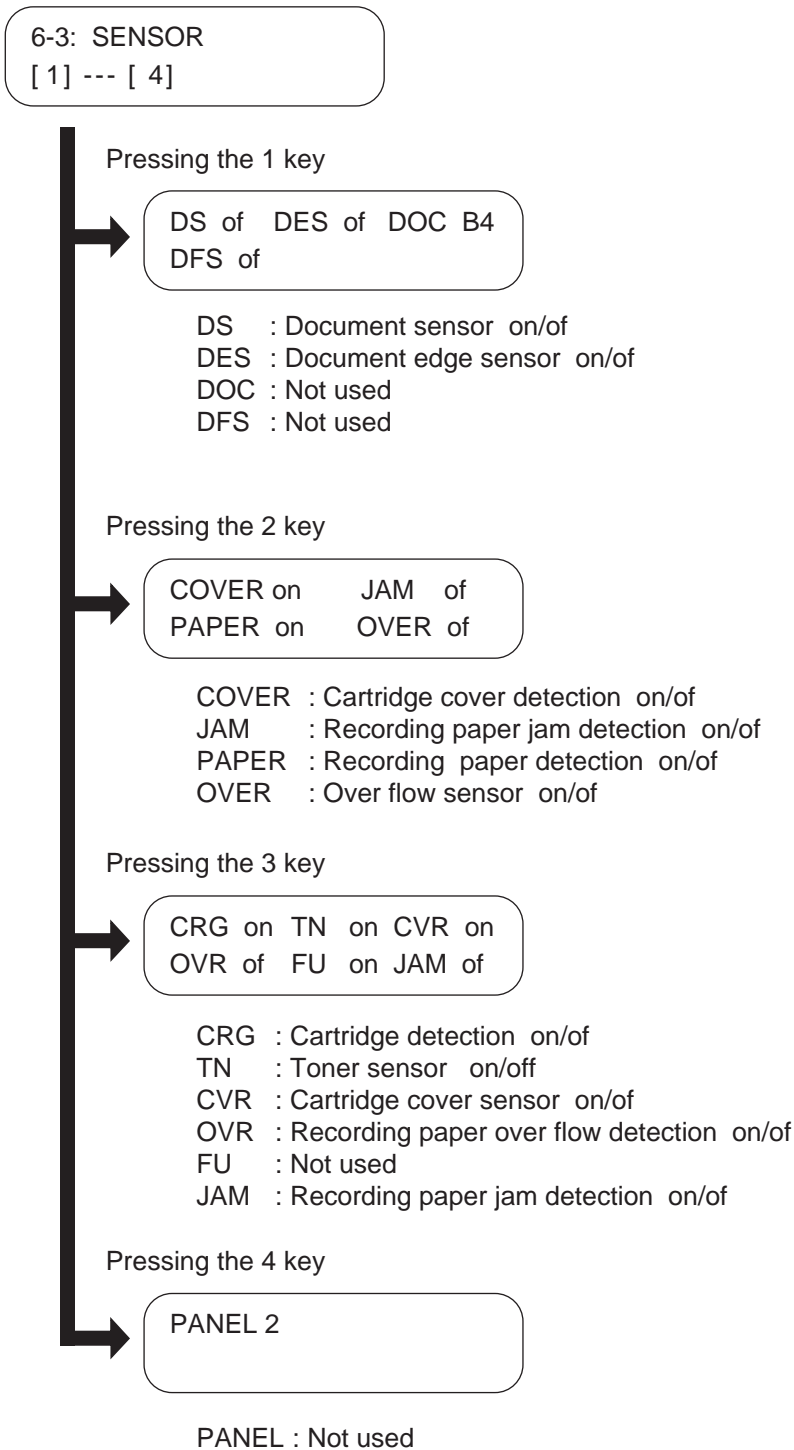 6-3: SENSOR
[ 1] --- [ 4]
Pressing the 1 key
DS of DES of DOC B4
DFS of
DS : Document sensor on/of
DES : Document edge sensor on/of
DOC : Not used
DFS : Not used
Pressing the 2 key
COVER on JAM of
PAPER on OVER of
COVER : Cartridge cover detection on/of
JAM : Recording paper jam detection on/of
PAPER : Recording paper detection on/of
OVER : Over flow sensor on/of
Pressing the 3 key
CRG on TN on CVR on
OVR of FU on JAM of
CRG : Cartridge detection on/of
TN : Toner sensor on/off
CVR : Cartridge cover sensor on/of
OVR : Recording paper over flow detection on/of
FU : Not used
JAM : Recording paper jam detection on/of
Pressing the 4 key
PANEL 2
PANEL : Not used